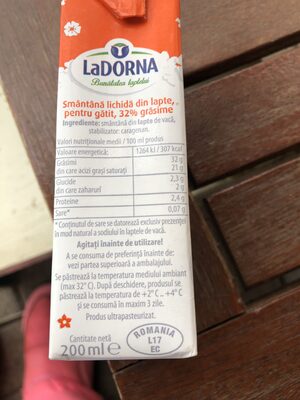 LaDORNA
Bunătatea laptelui
Smântână lichidă din lapte,
pentru gătit, 32% grăsime
Ingrediente: smântână din lapte de vacă,
stabilizator: caragenan.
Valori nutriționale medii / 100 ml produs
Valoare energetică: 1264 kJ / 307 kcal
Grăsimi 32 g
din care acizi grași saturați 21 g
Glucide 2,3 g
din care zaharuri 2 g
Proteine 2,4 g
Sare* 0,07 g
* Conținutul de sare se datorează exclusiv prezenței
în mod natural a sodiului în laptele de vacă.
Agitați înainte de utilizare!
A se consuma de preferință înainte de:
vezi partea superioară a ambalajului.
Se păstrează la temperatura mediului ambiant
(max 32° C). După deschidere, produsul se
păstrează la temperatura de +2° C .. +4° C
și se consumă în maxim 3 zile.
Produs ultrapasteurizat.
Cantitate netă
200 ml e
ROMANIA
L17
EC